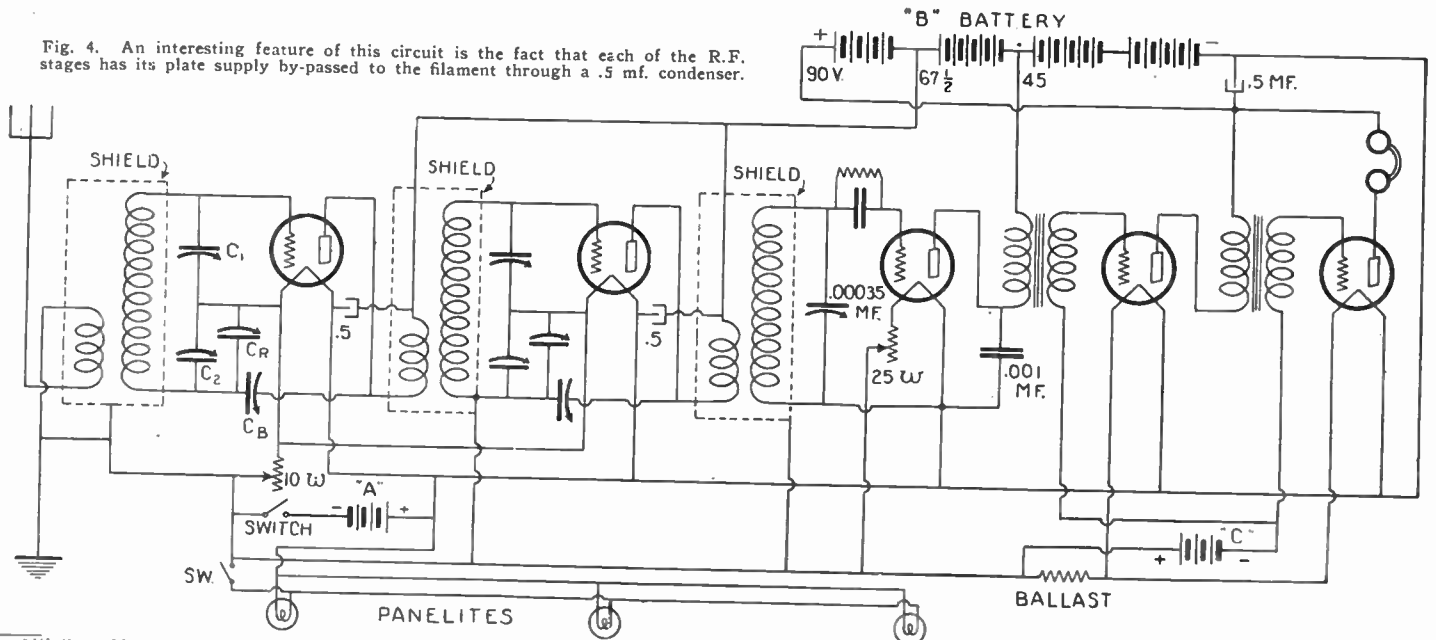 "B" BATTERY
Fig. 4. An interesting feature of this circuit is the fact that each of the R.F.
stages has its plate supply by-passed to the filament through a .5 mf. condenser.
+ -
90 V. 67 1/2 45 .5 MF.
SHIELD SHIELD SHIELD
C1
.00035
MF.
.5 .5
CR
C2 25 ω .001
MF.
CB
10 ω
"A"
- +
SWITCH
"C"
+ -
SW.
PANELITES BALLAST